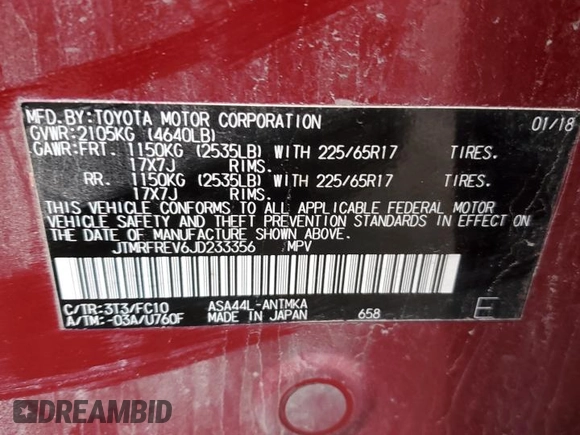 MFD.BY:TOYOTA MOTOR CORPORATION 01/18
GVWR:2105KG (4640LB)
GAWR:FRT. 1150KG (2535LB) WITH 225/65R17 TIRES.
17X7J RIMS.
RR. 1150KG (2535LB) WITH 225/65R17 TIRES.
17X7J RIMS.
THIS VEHICLE CONFORMS TO ALL APPLICABLE FEDERAL MOTOR
VEHICLE SAFETY AND THEFT PREVENTION STANDARDS IN EFFECT ON
THE DATE OF MANUFACTURE SHOWN ABOVE.
JTMRFREV6JD233356 MPV
C/TR:3T3/FC10 ASA44L-ANTMKA
A/TM:-03A/U760F MADE IN JAPAN 658 E
DREAMBID